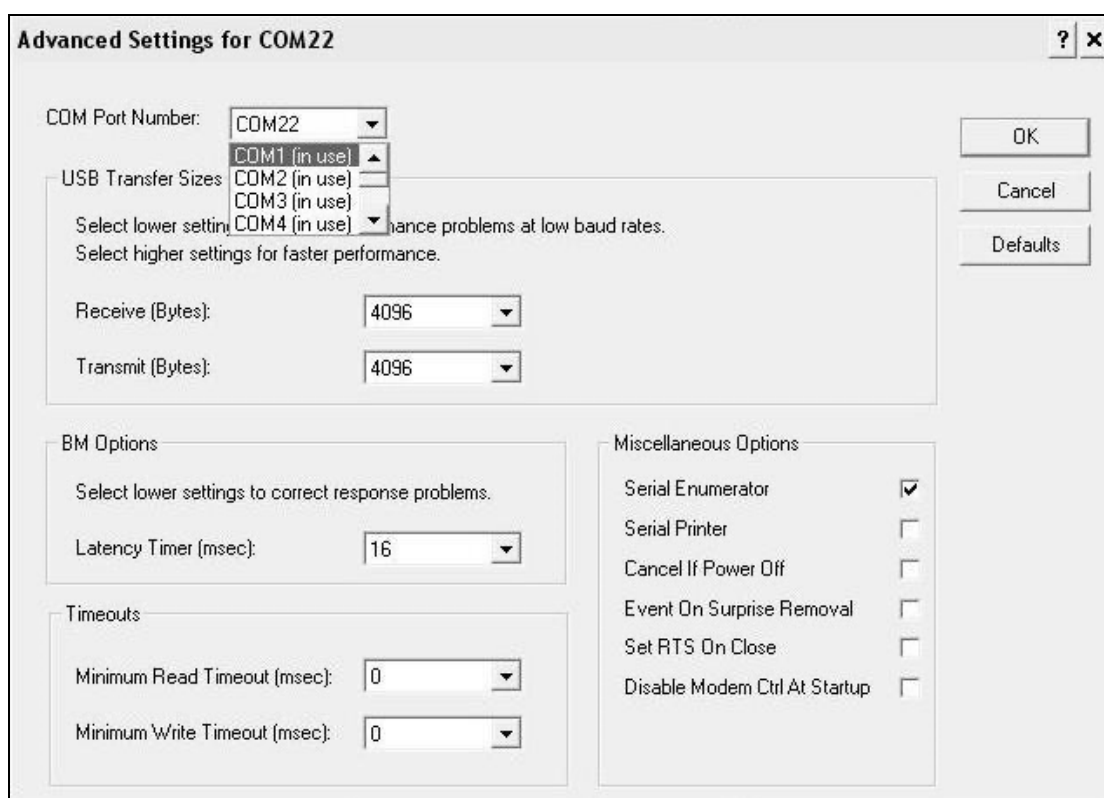 Advanced Settings for COM22
? ×
COM Port Number: COM22
COM1 (in use)
COM2 (in use)
COM3 (in use)
COM4 (in use)
OK
Cancel
Defaults
USB Transfer Sizes
Select lower mance problems at low baud rates.
Select higher settings for faster performance.
Receive (Bytes): 4096
Transmit (Bytes): 4096
BM Options
Select lower settings to correct response problems.
Latency Timer (msec): 16
Timeouts
Minimum Read Timeout (msec): 0
Minimum Write Timeout (msec): 0
Miscellaneous Options
Serial Enumerator
Serial Printer
Cancel If Power Off
Event On Surprise Removal
Set RTS On Close
Disable Modem Ctrl At Startup